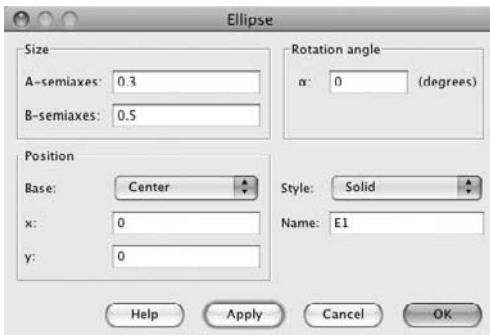 Ellipse
Size
A-semiaxes: 0.3
B-semiaxes: 0.5
Rotation angle
α: 0 (degrees)
Position
Base: Center
x: 0
y: 0
Style: Solid
Name: E1
Help Apply Cancel OK